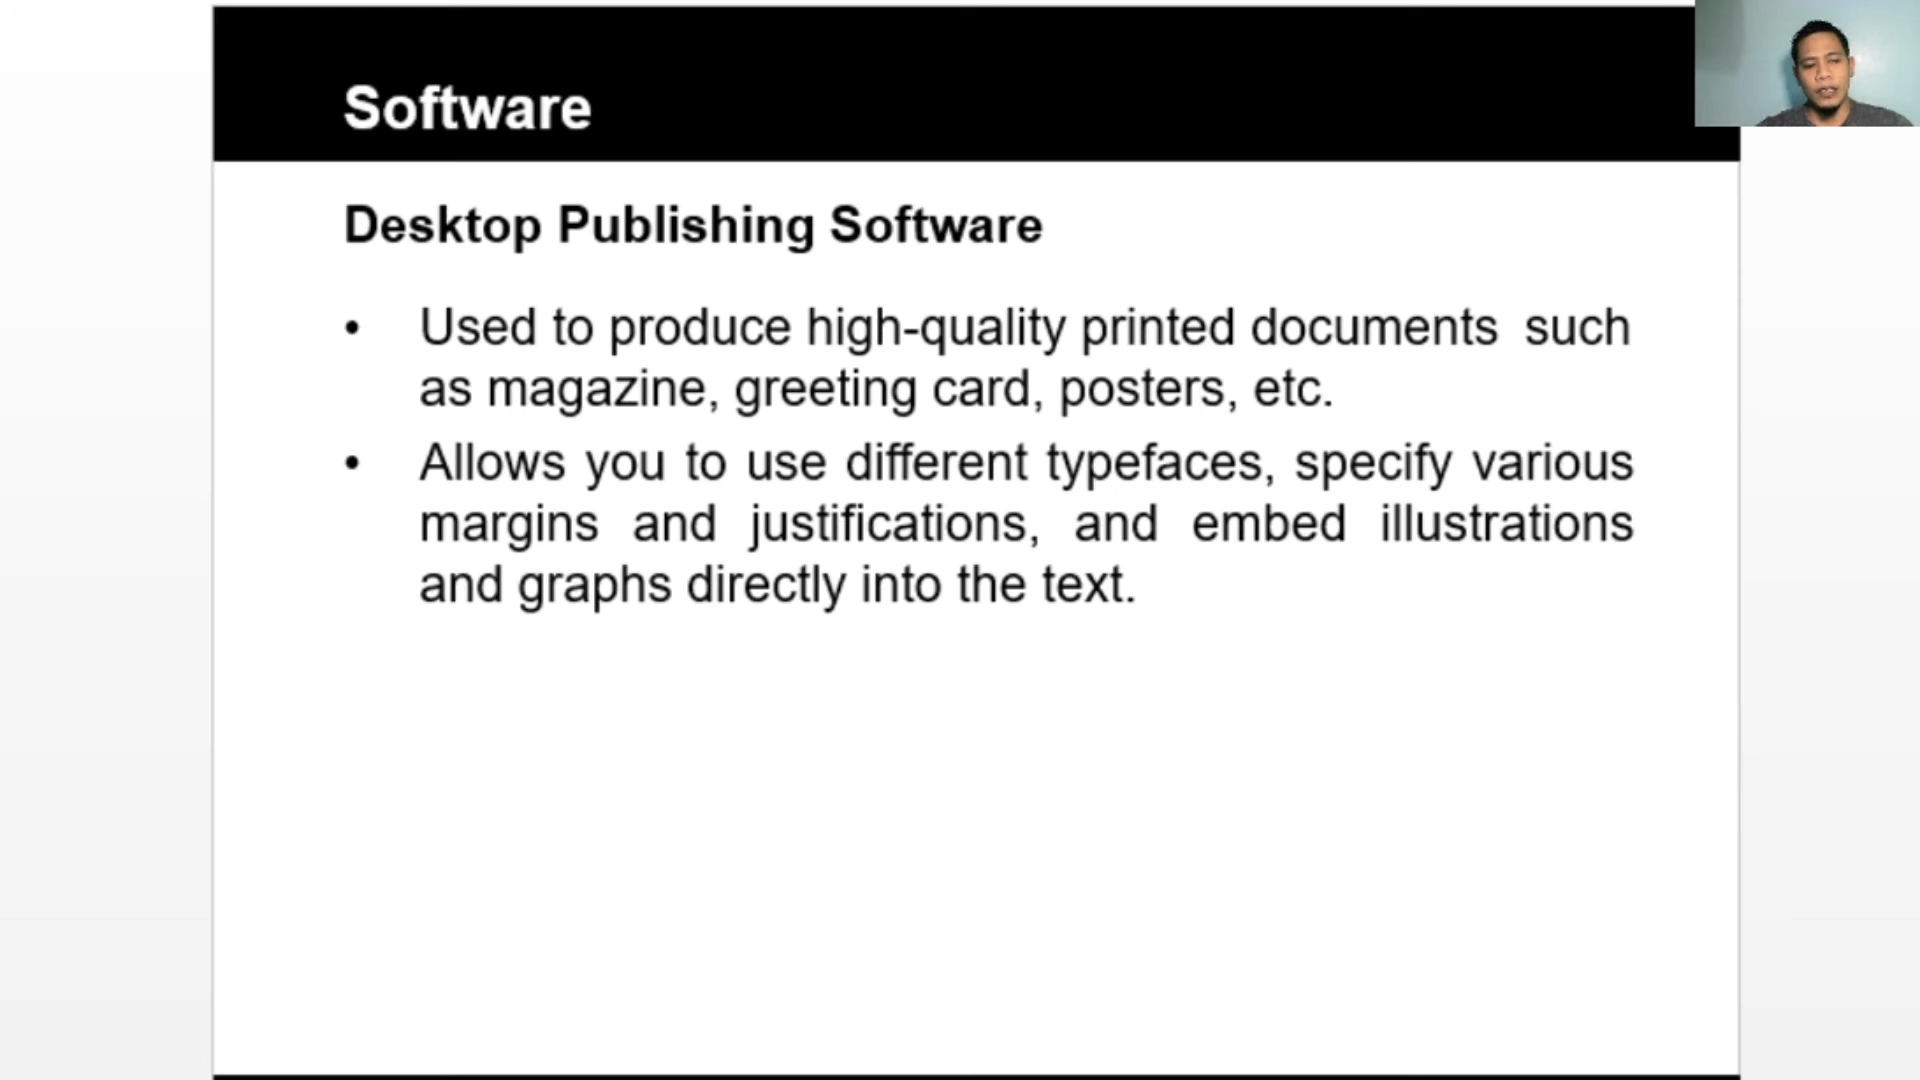 Software
Desktop Publishing Software
• Used to produce high-quality printed documents  such
as magazine, greeting card, posters, etc.
• Allows you to use different typefaces, specify various
margins and justifications, and embed illustrations
and graphs directly into the text.